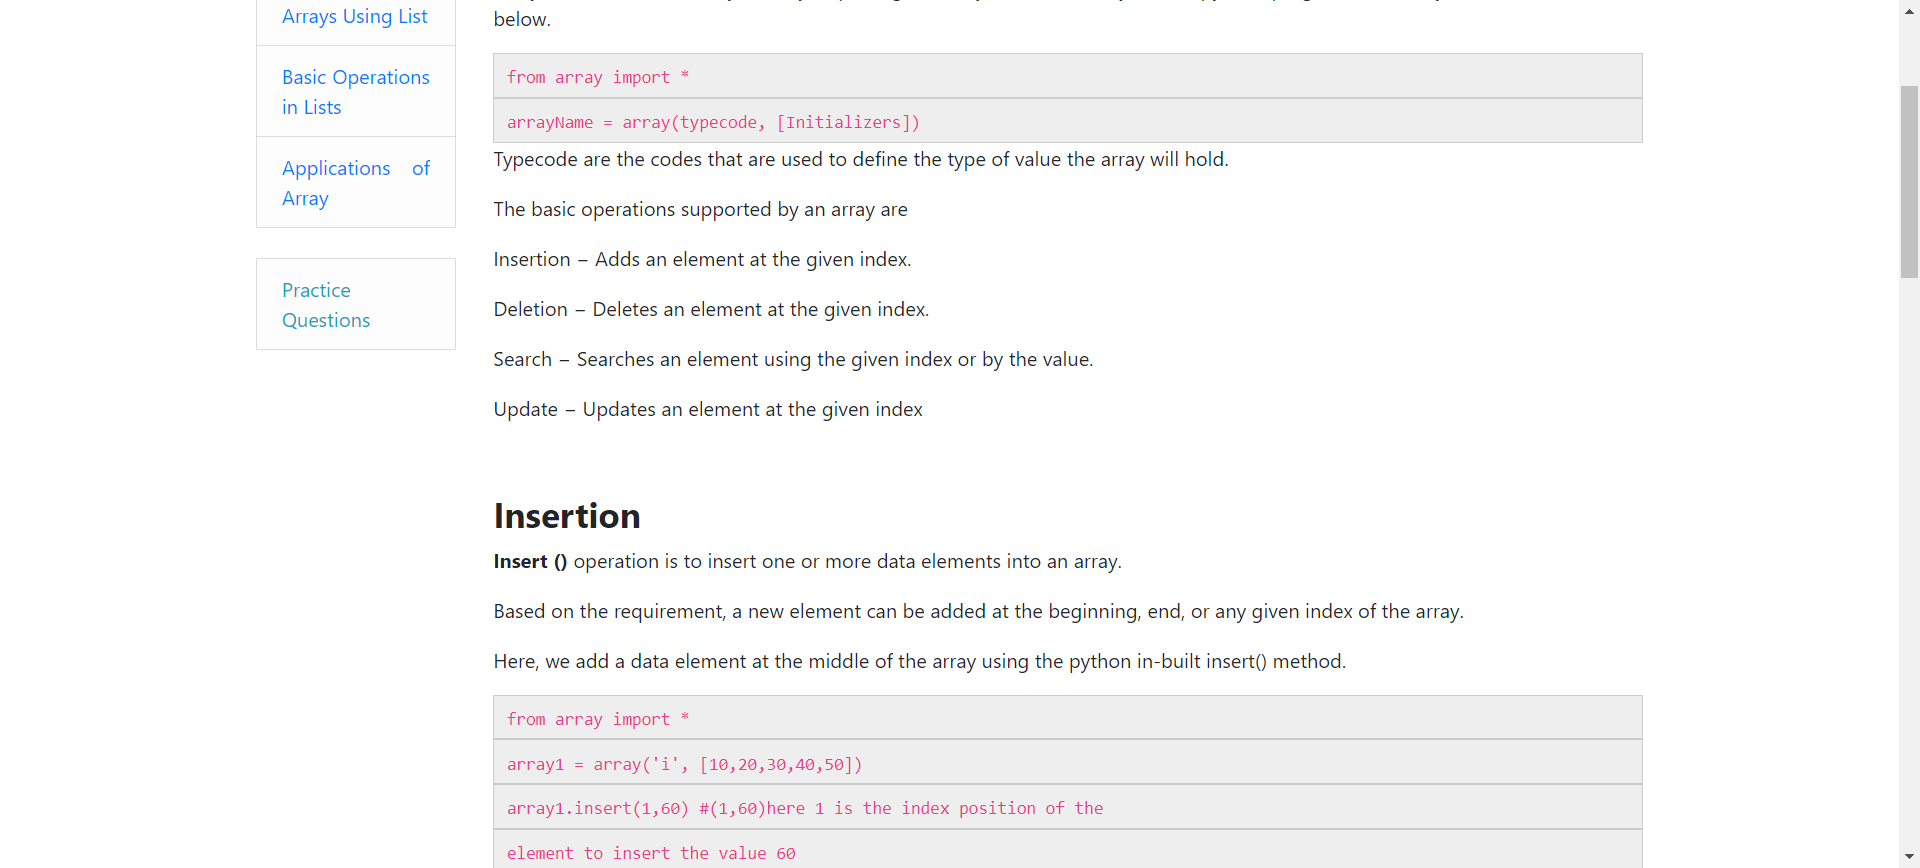 Arrays Using List
Basic Operations
in Lists
Applications of
Array
Practice
Questions
below.
from array import *
arrayName = array(typecode, [Initializers])
Typecode are the codes that are used to define the type of value the array will hold.
The basic operations supported by an array are
Insertion – Adds an element at the given index.
Deletion – Deletes an element at the given index.
Search – Searches an element using the given index or by the value.
Update – Updates an element at the given index
Insertion
Insert () operation is to insert one or more data elements into an array.
Based on the requirement, a new element can be added at the beginning, end, or any given index of the array.
Here, we add a data element at the middle of the array using the python in-built insert() method.
from array import *
array1 = array('i', [10,20,30,40,50])
array1.insert(1,60) #(1,60)here 1 is the index position of the
element to insert the value 60